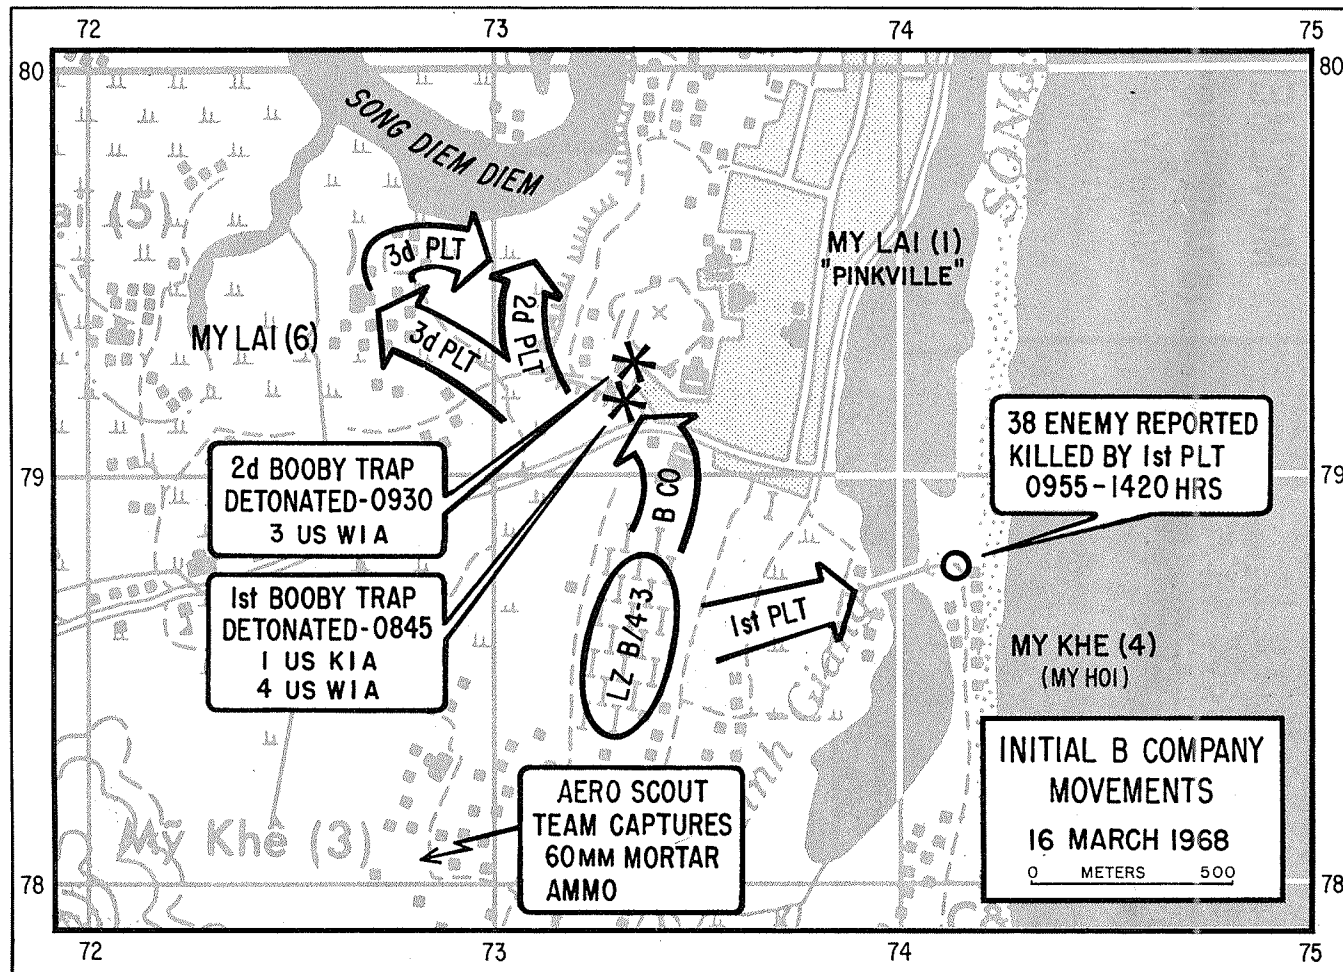 72
73
74
75
80
80
SONG DIEM DIEM
SONG
ai (5)
3d PLT
MY LAI (1)
"PINKVILLE"
2d PLT
MY LAI (6)
3d PLT
38 ENEMY REPORTED
KILLED BY 1st PLT
0955-1420 HRS
2d BOOBY TRAP
DETONATED-0930
3 US WIA
79
79
B CO
1st BOOBY TRAP
DETONATED-0845
1 US KIA
4 US WIA
1st PLT
LZ B/4-3
MY KHE (4)
(MY HOI)
AERO SCOUT
TEAM CAPTURES
60MM MORTAR
AMMO
INITIAL B COMPANY
MOVEMENTS
16 MARCH 1968
0 METERS 500
Mỹ Khê (3)
78
78
72
73
74
75